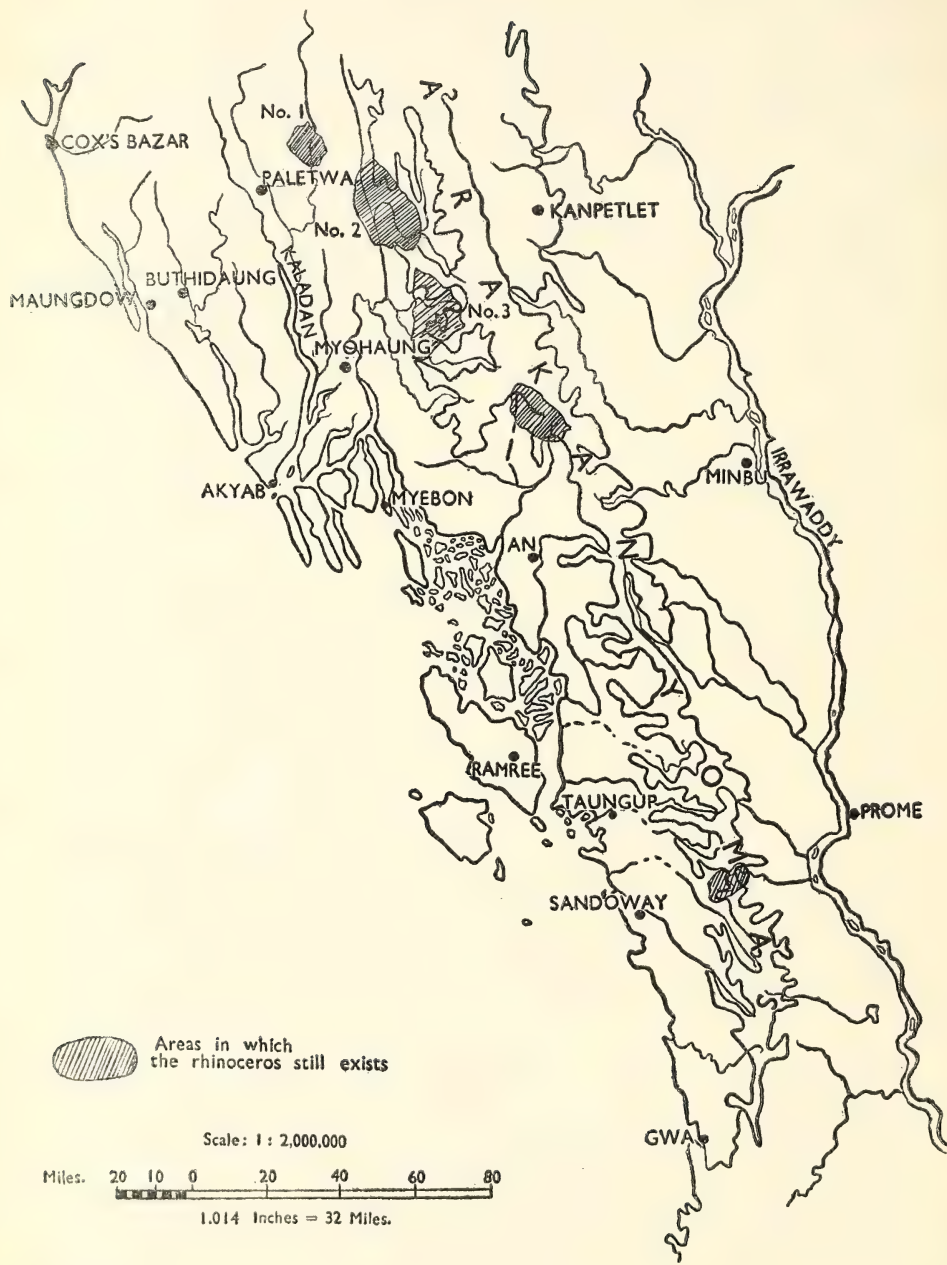 No. 1
COX'S BAZAR
PALETWA
KANPETLET
No. 2
BUTHIDAUNG
MAUNGDOW
KALADAN
No.3
MYOHAUNG
ARAKAN YOMAS
MINBU
IRRAWADDY
AKYAB
MYEBON
AN
RAMREE
TAUNGUP
PROME
SANDOWAY
Areas in which
the rhinoceros still exists
Scale: 1 : 2,000,000
GWA
Miles. 20 10 0 20 40 60 80
1.014 Inches = 32 Miles.